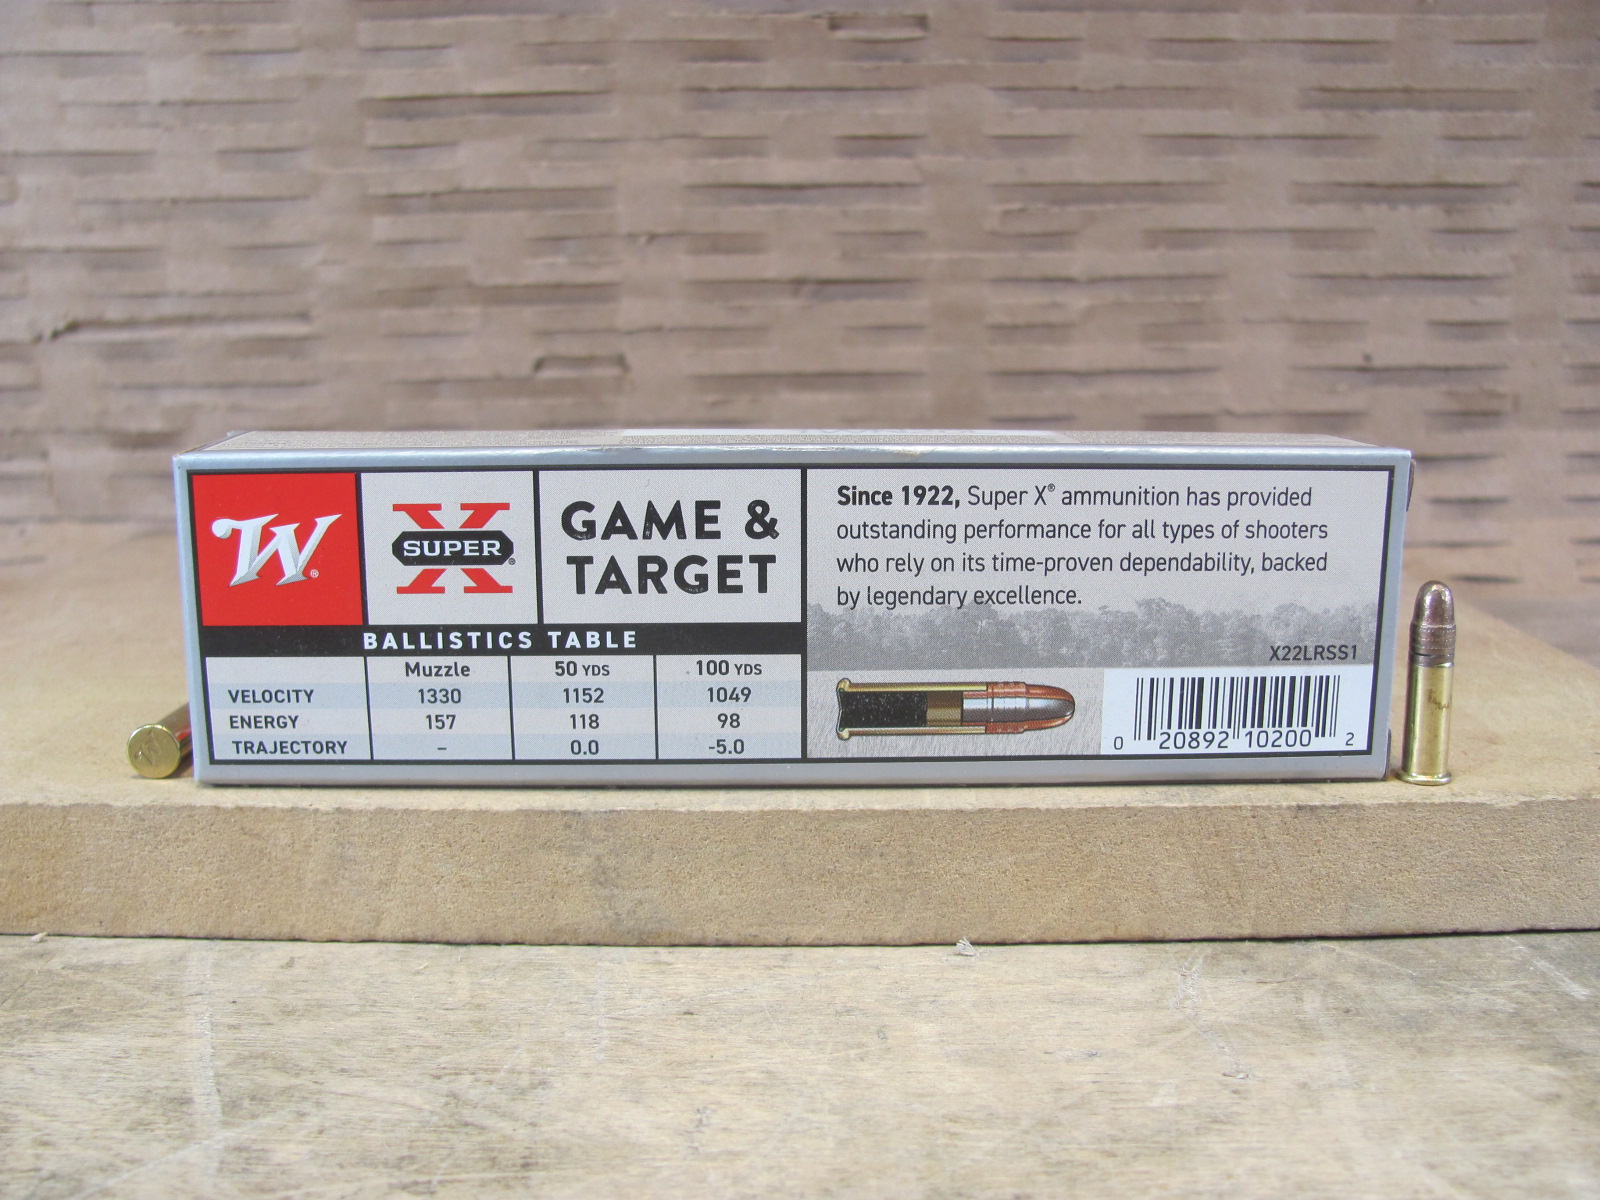 W®
X
SUPER®
GAME &
TARGET
BALLISTICS TABLE
Muzzle 50 YDS 100 YDS
VELOCITY 1330 1152 1049
ENERGY 157 118 98
TRAJECTORY – 0.0 -5.0
Since 1922, Super X® ammunition has provided
outstanding performance for all types of shooters
who rely on its time-proven dependability, backed
by legendary excellence.
X22LRSS1
0 20892 10200 2